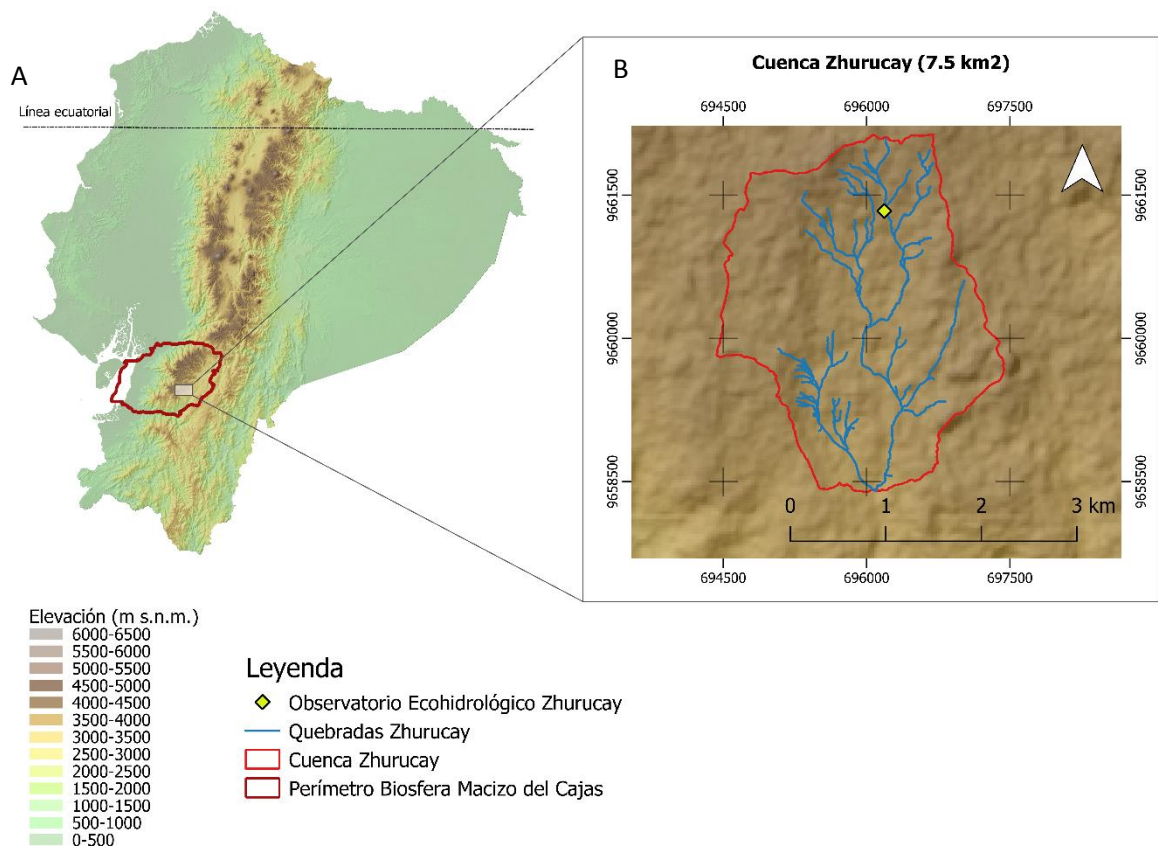 A
Línea ecuatorial
B
Cuenca Zhurucay (7.5 km2)
694500 696000 697500
9661500 9661500
9660000 9660000
9658500 9658500
0 1 2 3 km
694500 696000 697500
Elevación (m s.n.m.)
6000-6500
5500-6000
5000-5500
4500-5000
4000-4500
3500-4000
3000-3500
2500-3000
2000-2500
1500-2000
1000-1500
500-1000
0-500
Leyenda
Observatorio Ecohidrológico Zhurucay
Quebradas Zhurucay
Cuenca Zhurucay
Perímetro Biosfera Macizo del Cajas